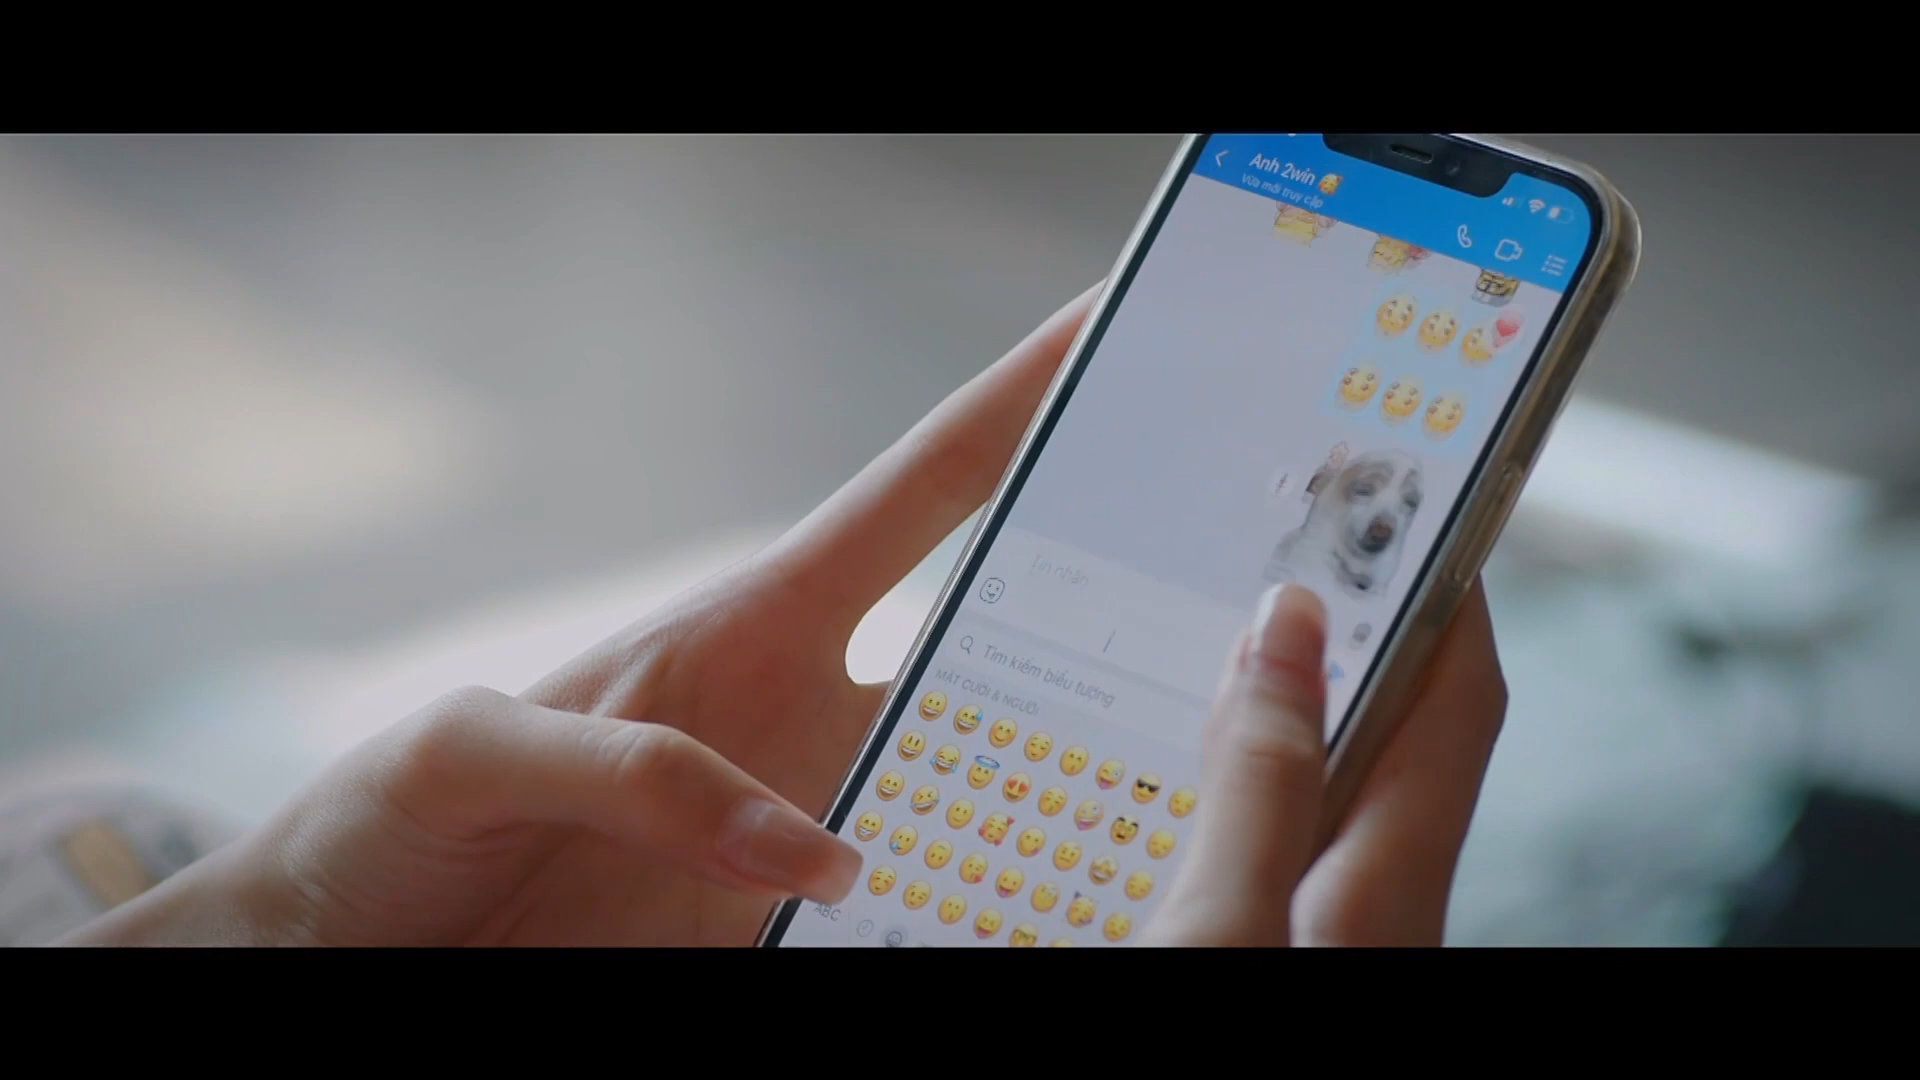 Anh 2win 🥰
Vừa mới truy cập
Tin nhắn
Tìm kiếm biểu tượng
MẶT CƯỜI & NGƯỜI
ABC